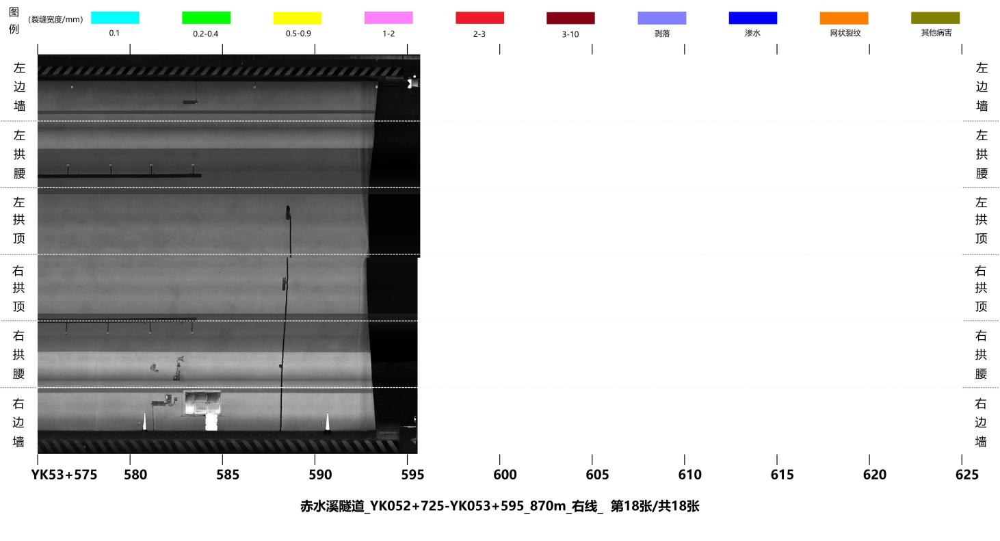 图例 (裂缝宽度/mm) 0.1 0.2-0.4 0.5-0.9 1-2 2-3 3-10 剥落 渗水 网状裂纹 其他病害
左边墙 左边墙
左拱腰 左拱腰
左拱顶 左拱顶
右拱顶 右拱顶
右拱腰 右拱腰
右边墙 右边墙
YK53+575 580 585 590 595 600 605 610 615 620 625
赤水溪隧道_YK052+725-YK053+595_870m_右线_ 第18张/共18张